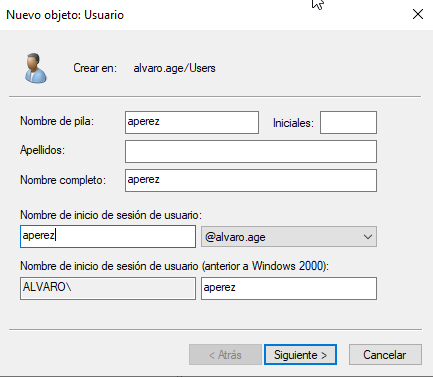 Nuevo objeto: Usuario
Crear en: alvaro.age/Users
Nombre de pila: aperez Iniciales:
Apellidos:
Nombre completo: aperez
Nombre de inicio de sesión de usuario:
aperez @alvaro.age
Nombre de inicio de sesión de usuario (anterior a Windows 2000):
ALVARO\ aperez
< Atrás Siguiente > Cancelar